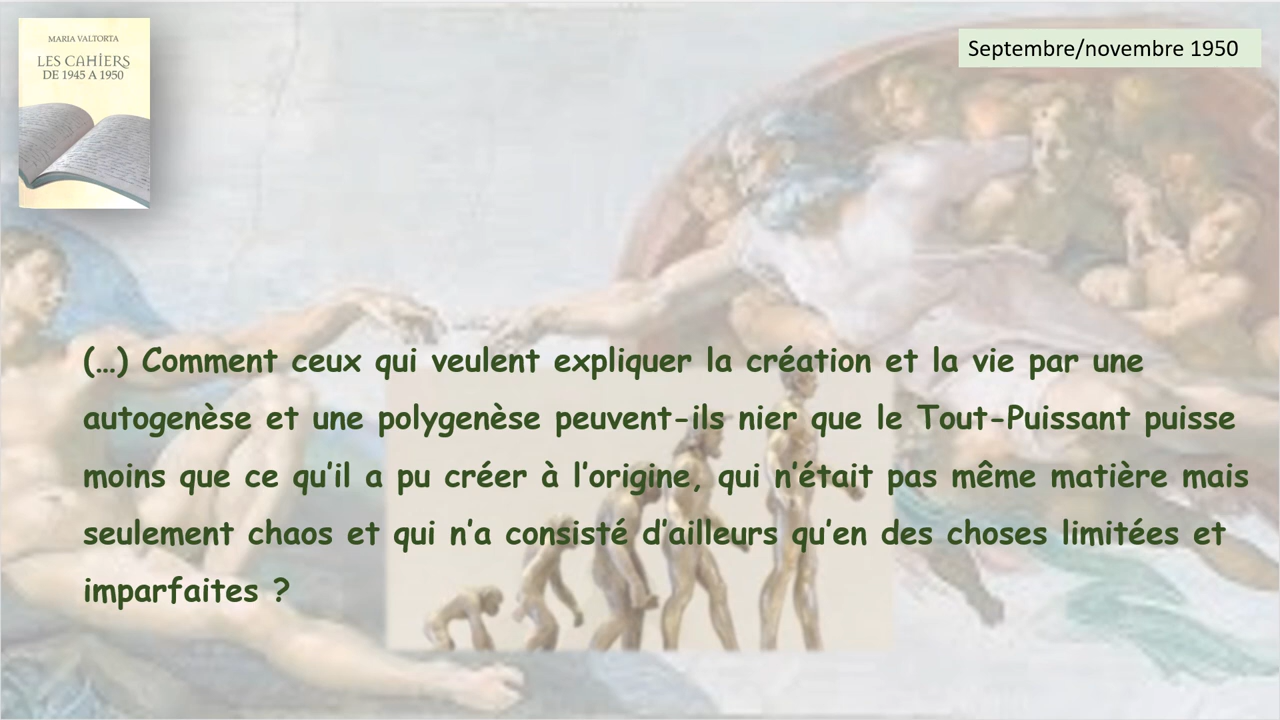 MARIA VALTORTA
LES CAHIERS
DE 1945 A 1950
Septembre/novembre 1950
(…) Comment ceux qui veulent expliquer la création et la vie par une
autogenèse et une polygenèse peuvent-ils nier que le Tout-Puissant puisse
moins que ce qu’il a pu créer à l’origine, qui n’était pas même matière mais
seulement chaos et qui n’a consisté d’ailleurs qu’en des choses limitées et
imparfaites ?